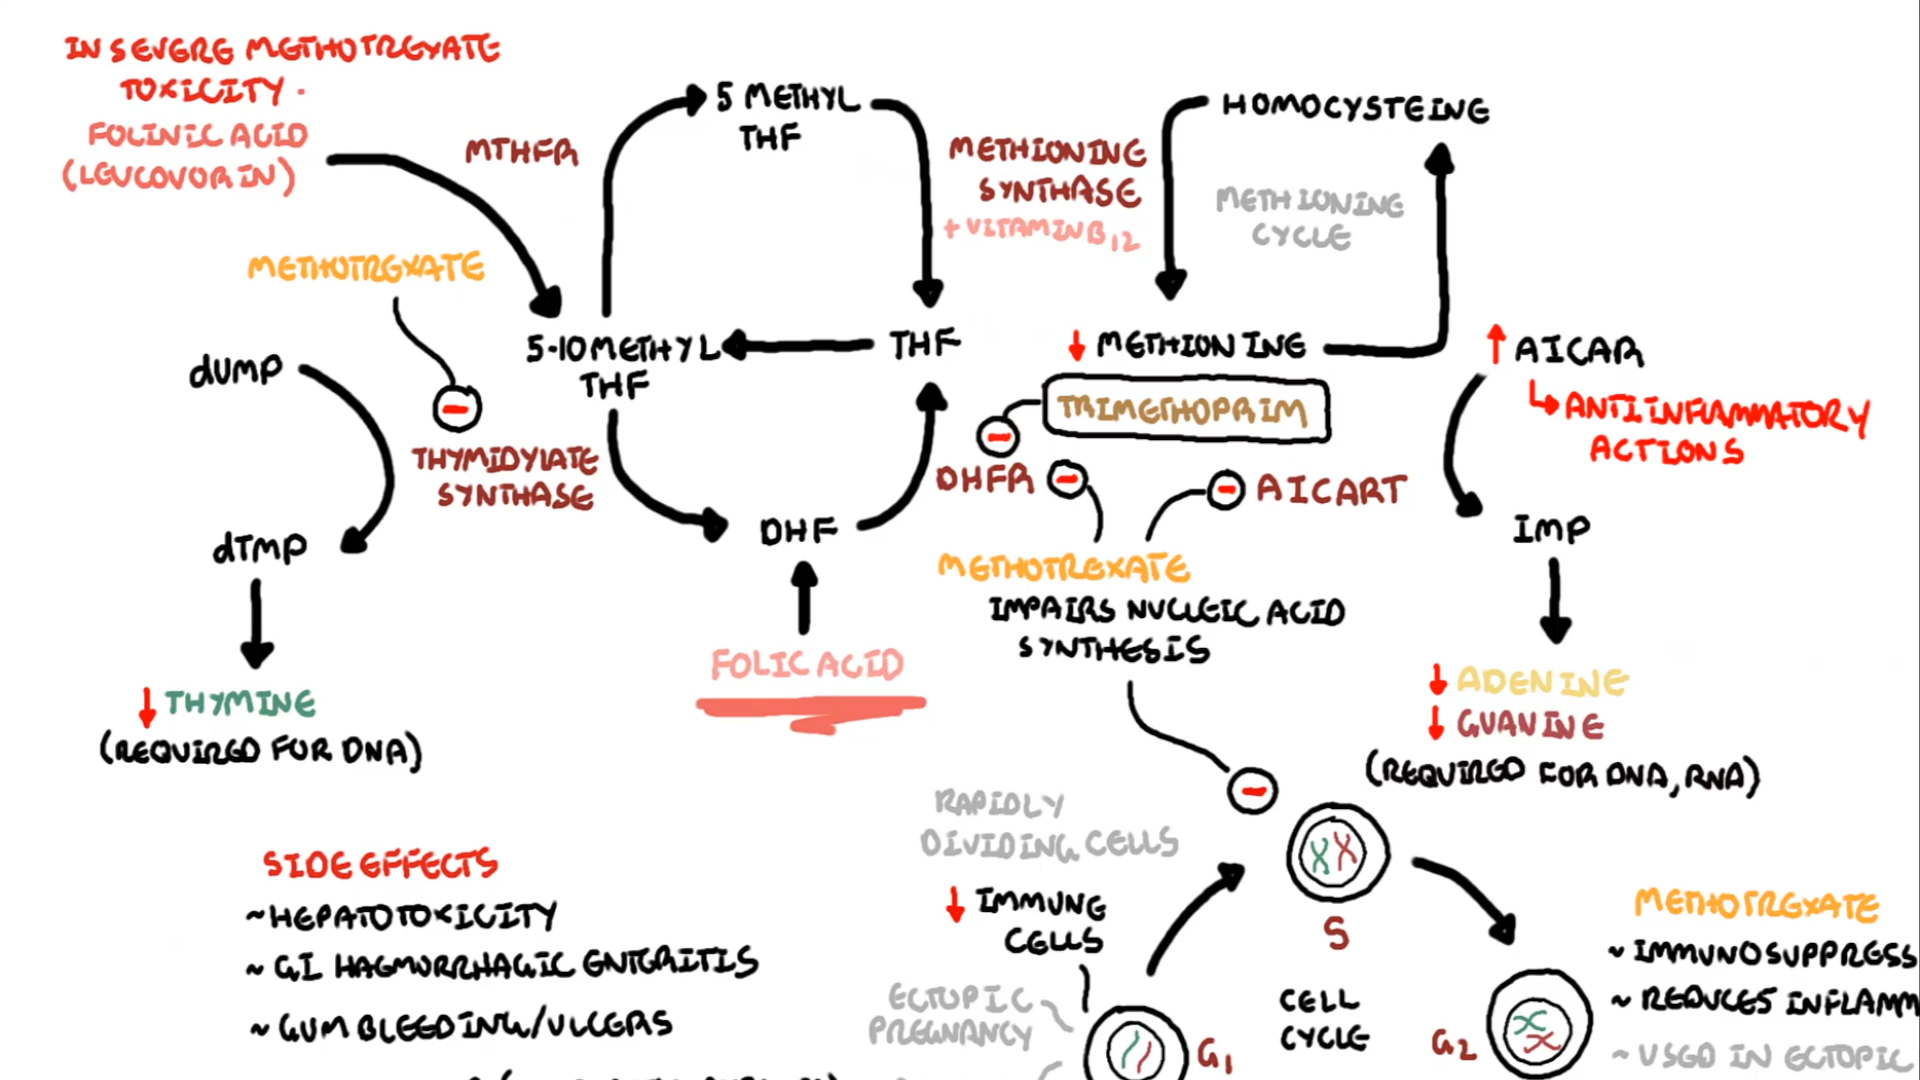 IN SEVERE METHOTREXATE
TOXICITY.
FOLINIC ACID
(LEUCOVORIN)
MTHFR
5 METHYL
THF
METHIONINE
SYNTHASE
+ VITAMIN B12
HOMOCYSTEINE
METHIONINE
CYCLE
METHOTREXATE
dUMP
5-10 METHYL
THF
THF
↓ METHIONINE
↑ AICAR
↳ ANTIINFLAMMATORY
ACTIONS
TRIMETHOPRIM
THYMIDYLATE
SYNTHASE
DHFR
AICART
dTMP
DHF
IMP
METHOTREXATE
IMPAIRS NUCLEIC ACID
SYNTHESIS
FOLIC ACID
↓ THYMINE
(REQUIRED FOR DNA)
↓ ADENINE
↓ GUANINE
(REQUIRED FOR DNA, RNA)
RAPIDLY
DIVIDING CELLS
SIDE EFFECTS
~ HEPATOTOXICITY
~ GI HAEMORRHAGIC ENTERITIS
~ GUM BLEEDING/ULCERS
↓ IMMUNE
CELLS
S
ECTOPIC
PREGNANCY
G1
CELL
CYCLE
G2
METHOTREXATE
~ IMMUNOSUPPRESS
~ REDUCES INFLAMM
~ USED IN ECTOPIC